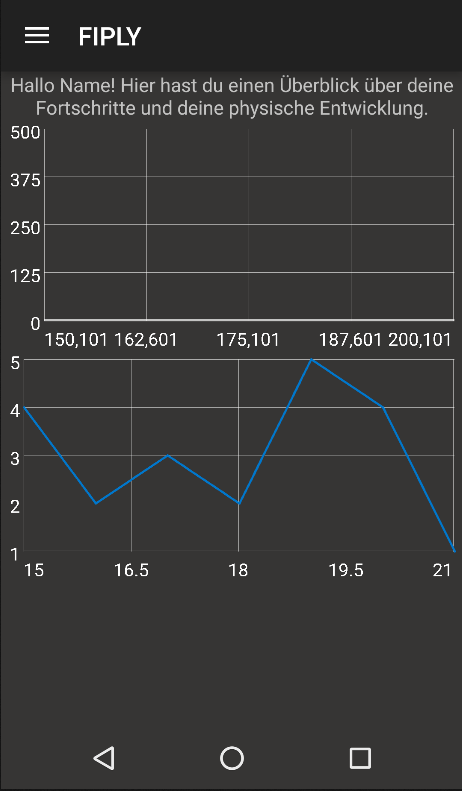 FIPLY
Hallo Name! Hier hast du einen Überblick über deine
Fortschritte und deine physische Entwicklung.
500
375
250
125
0
150,101 162,601 175,101 187,601 200,101
5
4
3
2
1
15 16.5 18 19.5 21